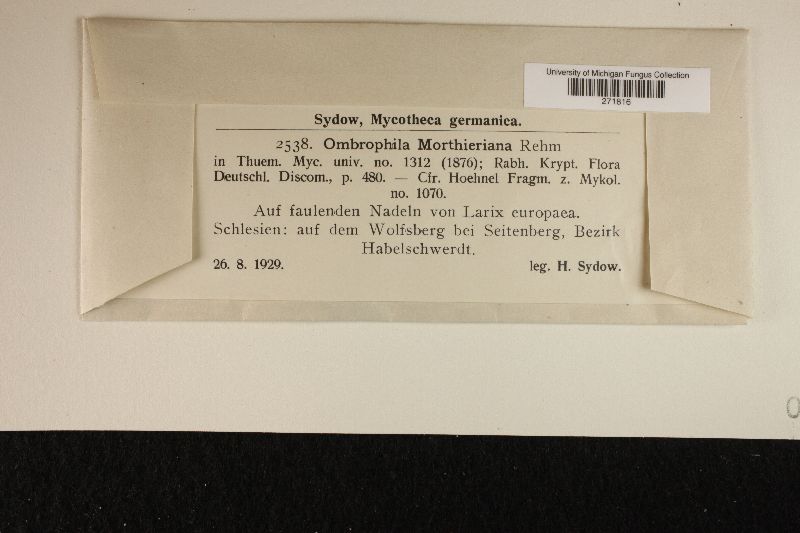 University of Michigan Fungus Collection
271816
Sydow, Mycotheca germanica.
2538. Ombrophila Morthieriana Rehm
in Thuem. Myc. univ. no. 1312 (1876); Rabh. Krypt. Flora
Deutschl. Discom., p. 480. — Cfr. Hoehnel Fragm. z. Mykol.
no. 1070.
Auf faulenden Nadeln von Larix europaea.
Schlesien: auf dem Wolfsberg bei Seitenberg, Bezirk
Habelschwerdt.
26. 8. 1929. leg. H. Sydow.